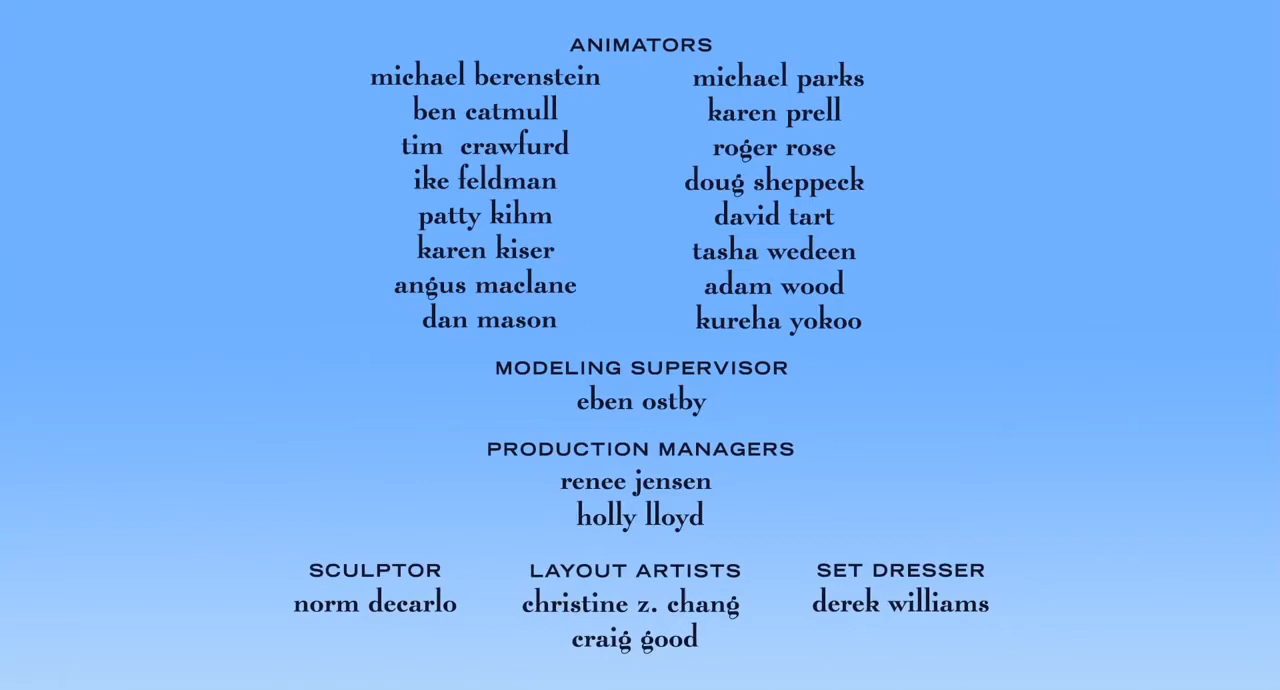 ANIMATORS
michael berenstein michael parks
ben catmull karen prell
tim crawfurd roger rose
ike feldman doug sheppeck
patty kihm david tart
karen kiser tasha wedeen
angus maclane adam wood
dan mason kureha yokoo
MODELING SUPERVISOR
eben ostby
PRODUCTION MANAGERS
renee jensen
holly lloyd
SCULPTOR LAYOUT ARTISTS SET DRESSER
norm decarlo christine z. chang derek williams
craig good